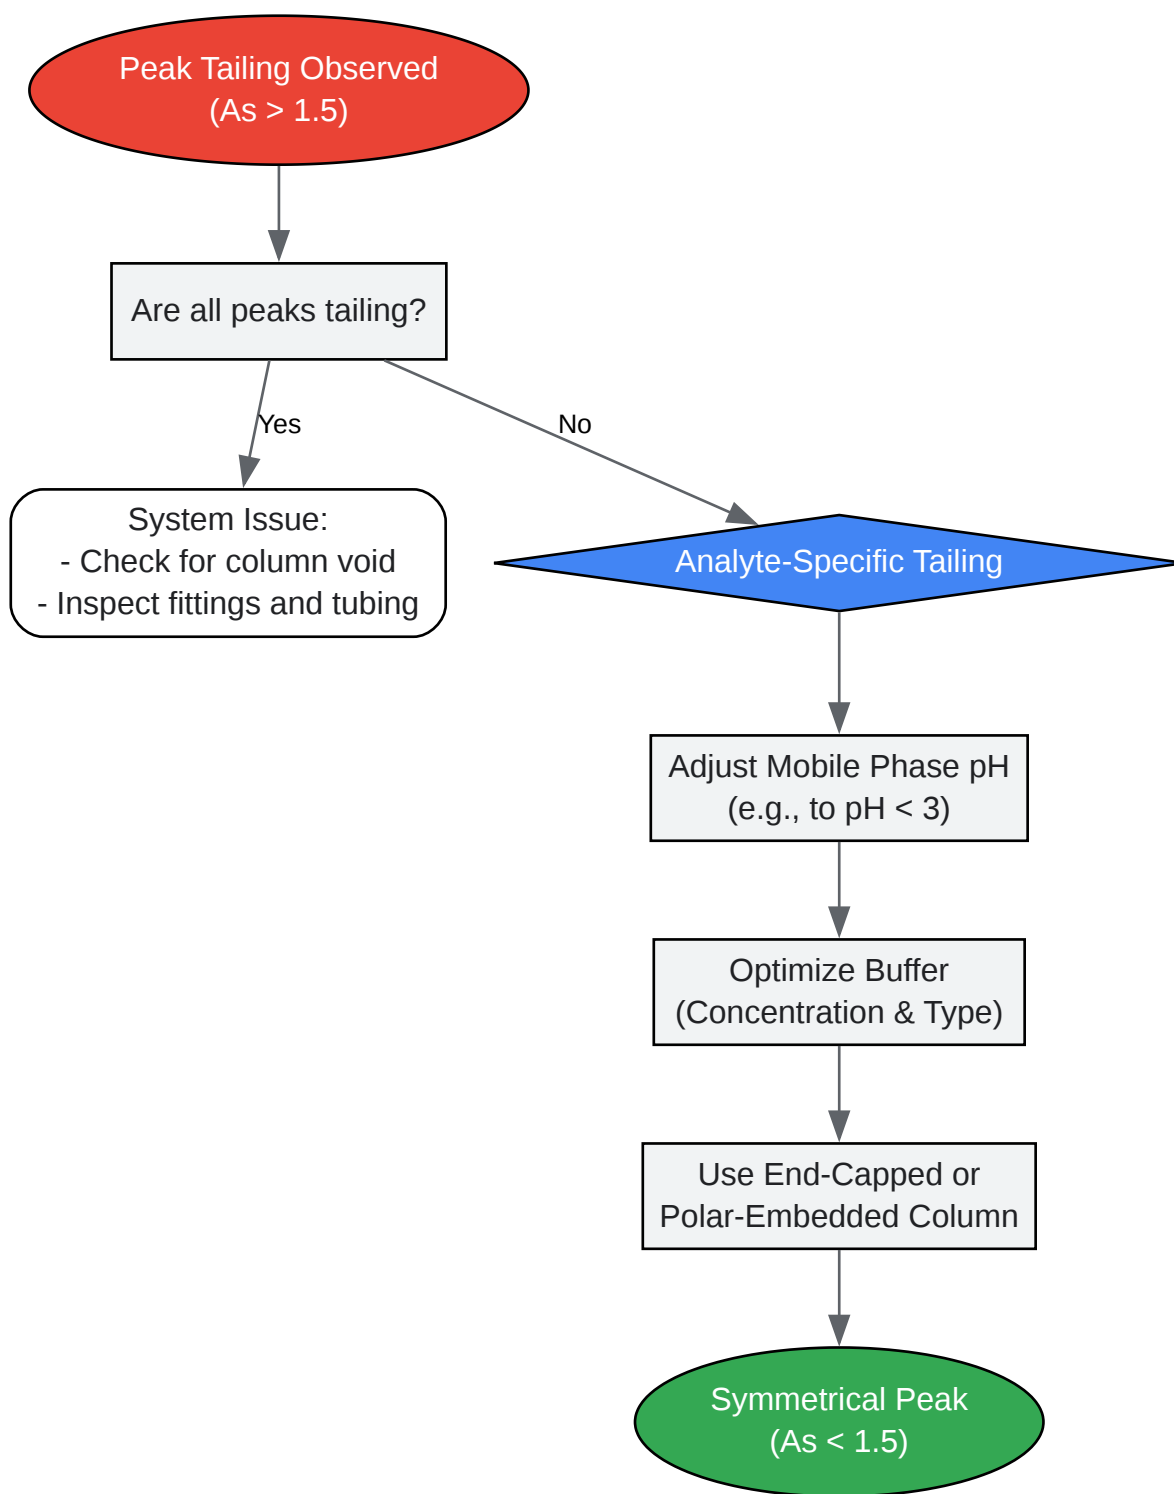 Peak Tailing Observed
(As > 1.5)
Are all peaks tailing?
Yes
No
System Issue:
- Check for column void
- Inspect fittings and tubing
Analyte-Specific Tailing
Adjust Mobile Phase pH
(e.g., to pH < 3)
Optimize Buffer
(Concentration & Type)
Use End-Capped or
Polar-Embedded Column
Symmetrical Peak
(As < 1.5)